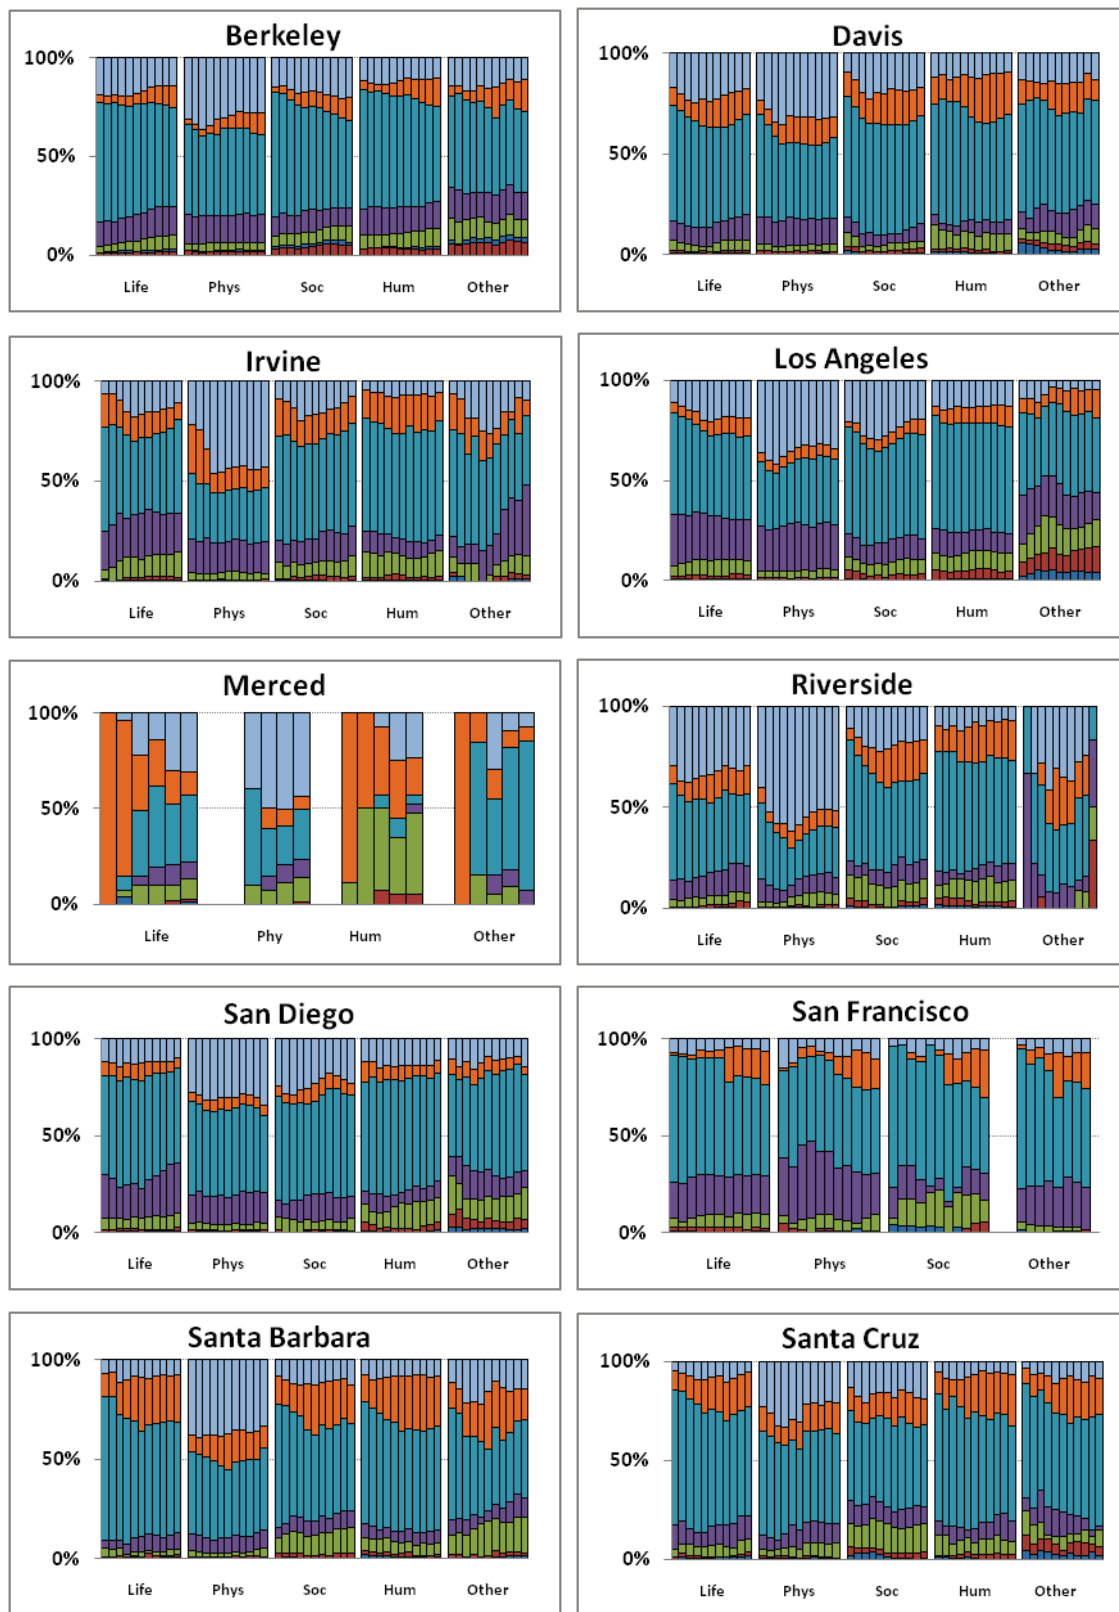 Berkeley
100%
50%
0%
Life Phys Soc Hum Other
Davis
100%
50%
0%
Life Phys Soc Hum Other
Irvine
100%
50%
0%
Life Phys Soc Hum Other
Los Angeles
100%
50%
0%
Life Phys Soc Hum Other
Merced
100%
50%
0%
Life Phy Hum Other
Riverside
100%
50%
0%
Life Phys Soc Hum Other
San Diego
100%
50%
0%
Life Phys Soc Hum Other
San Francisco
100%
50%
0%
Life Phys Soc Other
Santa Barbara
100%
50%
0%
Life Phys Soc Hum Other
Santa Cruz
100%
50%
0%
Life Phys Soc Hum Other